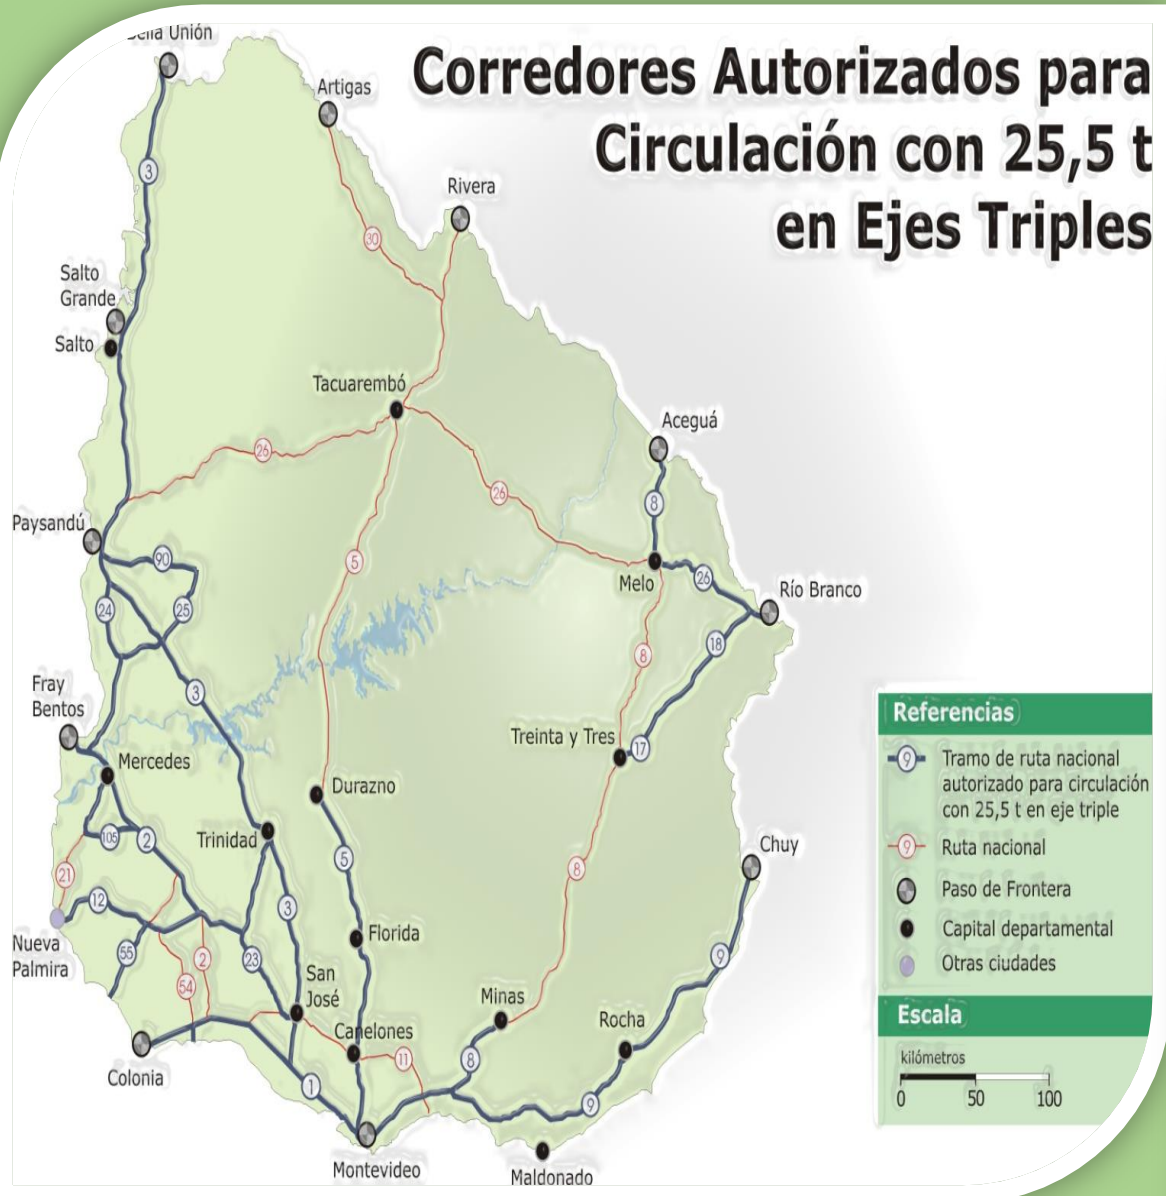 Corredores Autorizados para
Circulación con 25,5 t
en Ejes Triples
Bella Unión
Artigas
3
Rivera
30
Salto
Grande
Salto
Tacuarembó
Aceguá
26
26
8
Paysandú
90
5
Melo
26
Río Branco
24
25
18
8
3
Fray
Bentos
Treinta y Tres
17
Mercedes
Durazno
105
2
Trinidad
5
Chuy
21
8
12
3
Florida
Nueva
Palmira
55
2
23
9
54
San
José
Minas
Rocha
Canelones
11
8
Colonia
1
9
Montevideo
Maldonado
Referencias
9 Tramo de ruta nacional
autorizado para circulación
con 25,5 t en eje triple
9 Ruta nacional
Paso de Frontera
Capital departamental
Otras ciudades
Escala
kilómetros
0 50 100